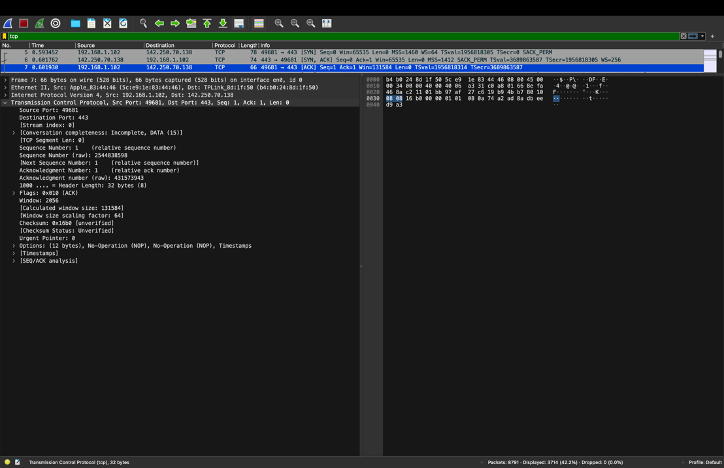 tcp
No. Time Source Destination Protocol Length Info
5 0.593452 192.168.1.102 142.250.70.138 TCP 78 49681 → 443 [SYN] Seq=0 Win=65535 Len=0 MSS=1460 WS=64 TSval=1956818305 TSecr=0 SACK_PERM
6 0.601762 142.250.70.138 192.168.1.102 TCP 74 443 → 49681 [SYN, ACK] Seq=0 Ack=1 Win=65535 Len=0 MSS=1412 SACK_PERM TSval=3689863587 TSecr=1956818305 WS=256
7 0.601930 192.168.1.102 142.250.70.138 TCP 66 49681 → 443 [ACK] Seq=1 Ack=1 Win=131584 Len=0 TSval=1956818314 TSecr=3689863587
Frame 7: 66 bytes on wire (528 bits), 66 bytes captured (528 bits) on interface en0, id 0
Ethernet II, Src: Apple_83:44:46 (5c:e9:1e:83:44:46), Dst: TPLink_8d:1f:50 (b4:b0:24:8d:1f:50)
Internet Protocol Version 4, Src: 192.168.1.102, Dst: 142.250.70.138
Transmission Control Protocol, Src Port: 49681, Dst Port: 443, Seq: 1, Ack: 1, Len: 0
Source Port: 49681
Destination Port: 443
[Stream index: 0]
[Conversation completeness: Incomplete, DATA (15)]
[TCP Segment Len: 0]
Sequence Number: 1 (relative sequence number)
Sequence Number (raw): 2544838598
[Next Sequence Number: 1 (relative sequence number)]
Acknowledgment Number: 1 (relative ack number)
Acknowledgment number (raw): 431573943
1000 .... = Header Length: 32 bytes (8)
Flags: 0x010 (ACK)
Window: 2056
[Calculated window size: 131584]
[Window size scaling factor: 64]
Checksum: 0x16b0 [unverified]
[Checksum Status: Unverified]
Urgent Pointer: 0
Options: (12 bytes), No-Operation (NOP), No-Operation (NOP), Timestamps
[Timestamps]
[SEQ/ACK analysis]
0000 b4 b0 24 8d 1f 50 5c e9 1e 83 44 46 08 00 45 00
0010 00 34 00 00 40 00 40 06 a3 31 c0 a8 01 66 8e fa
0020 46 8a c2 11 01 bb 97 af 27 c6 19 b9 4b b7 80 10
0030 08 08 16 b0 00 00 01 01 08 0a 74 a2 ad 8a db ee
0040 d9 a3
Transmission Control Protocol (tcp), 32 bytes
Packets: 8791 · Displayed: 3714 (42.2%) · Dropped: 0 (0.0%)
Profile: Default